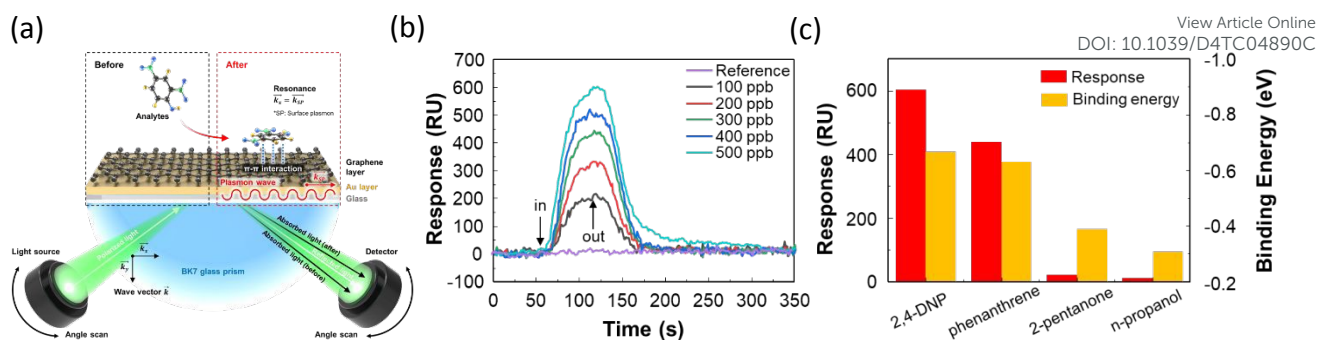 View Article Online
DOI: 10.1039/D4TC04890C
(a)
Before
After
Analytes
Resonance
k⃗x = k⃗SP
*SP: Surface plasmon
π-π interaction
Graphene
layer
Plasmon wave
k⃗SP
Au layer
Glass
Light source
Polarized light
k⃗x
k⃗y
Wave vector k⃗
BK7 glass prism
Absorbed light (after)
Absorbed light (before)
Detector
Angle scan
Angle scan
(b)
Response (RU)
700
600
500
400
300
200
100
0
-100
Reference
100 ppb
200 ppb
300 ppb
400 ppb
500 ppb
in
out
0 50 100 150 200 250 300 350
Time (s)
(c)
Response (RU)
600
400
200
0
Response
Binding energy
-1.0
-0.8
-0.6
-0.4
-0.2
Binding Energy (eV)
2,4-DNP
phenanthrene
2-pentanone
n-propanol